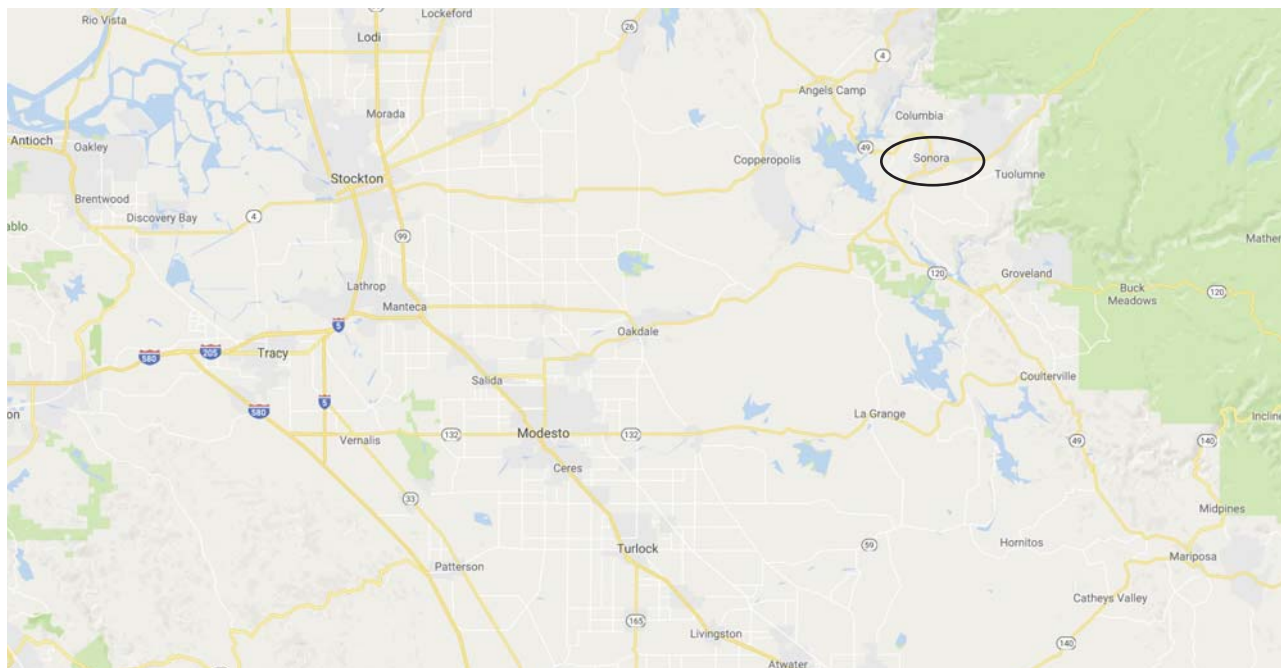 Lockeford
Rio Vista
26
Lodi
4
Angels Camp
Morada
Columbia
Antioch
Oakley
49
Sonora
Copperopolis
Stockton
Tuolumne
Brentwood
Discovery Bay
4
ablo
99
Mather
120
Groveland
Lathrop
Buck
Meadows
120
Manteca
5
Oakdale
580
205
Tracy
Salida
Coulterville
5
580
La Grange
on
Incline
Vernalis
132
Modesto
132
49
140
Ceres
33
Midpines
Turlock
59
Hornitos
Mariposa
Patterson
Catheys Valley
165
Livingston
140
Atwater